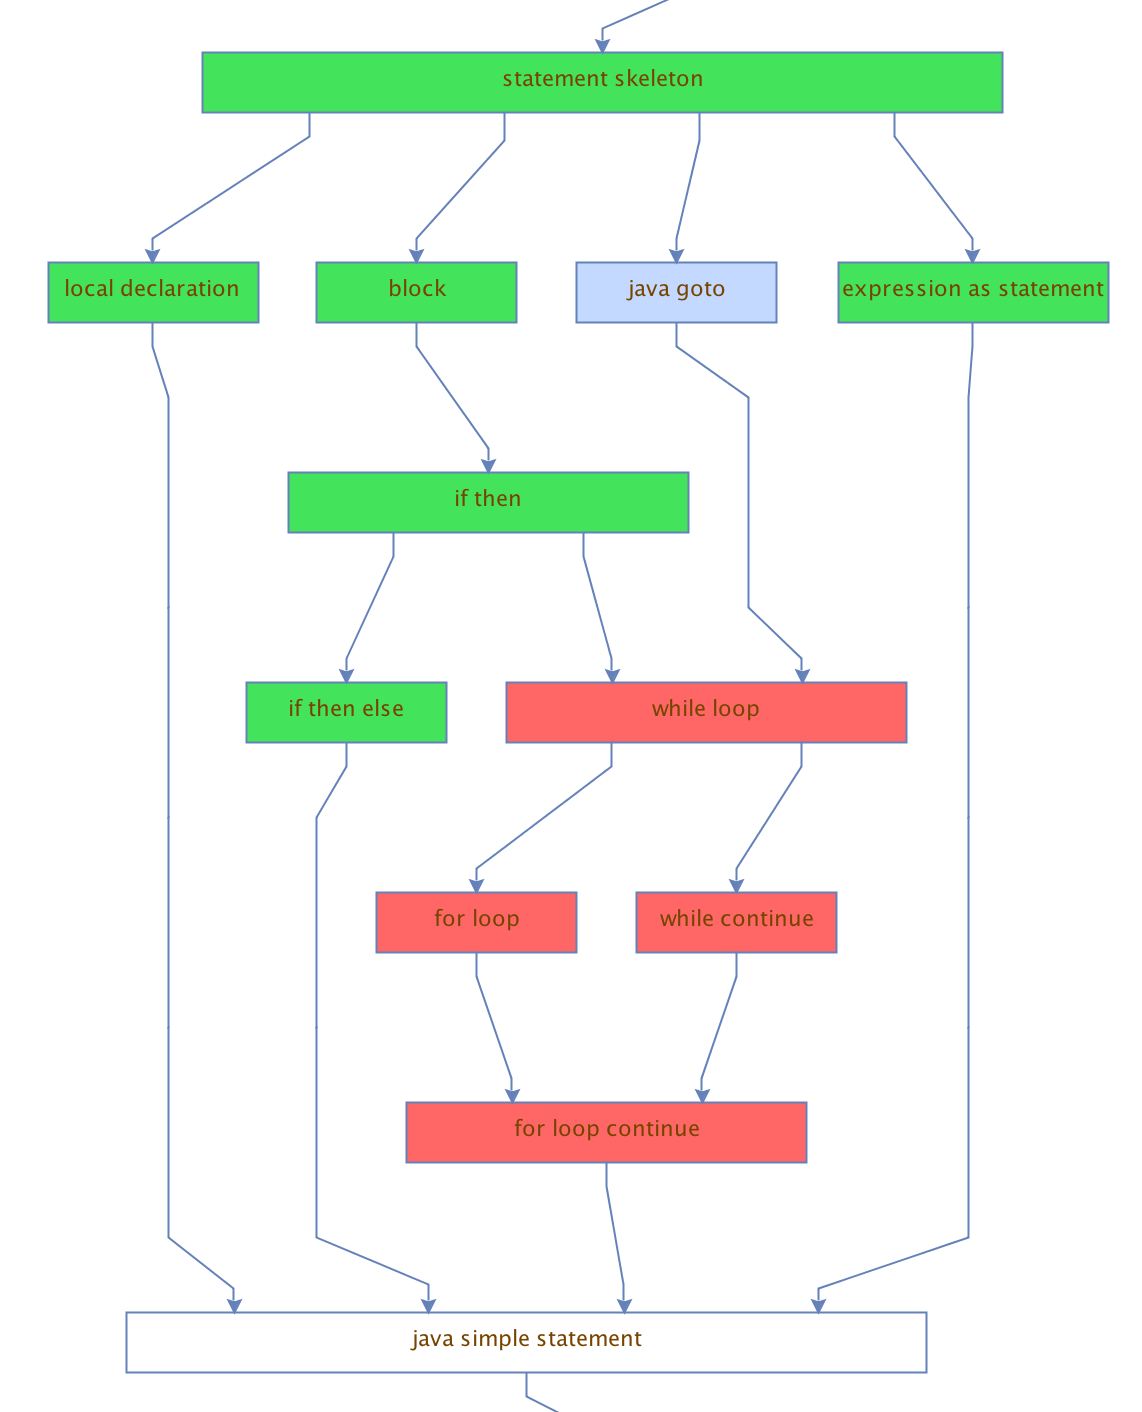 statement skeleton
local declaration
block
java goto
expression as statement
if then
if then else
while loop
for loop
while continue
for loop continue
java simple statement